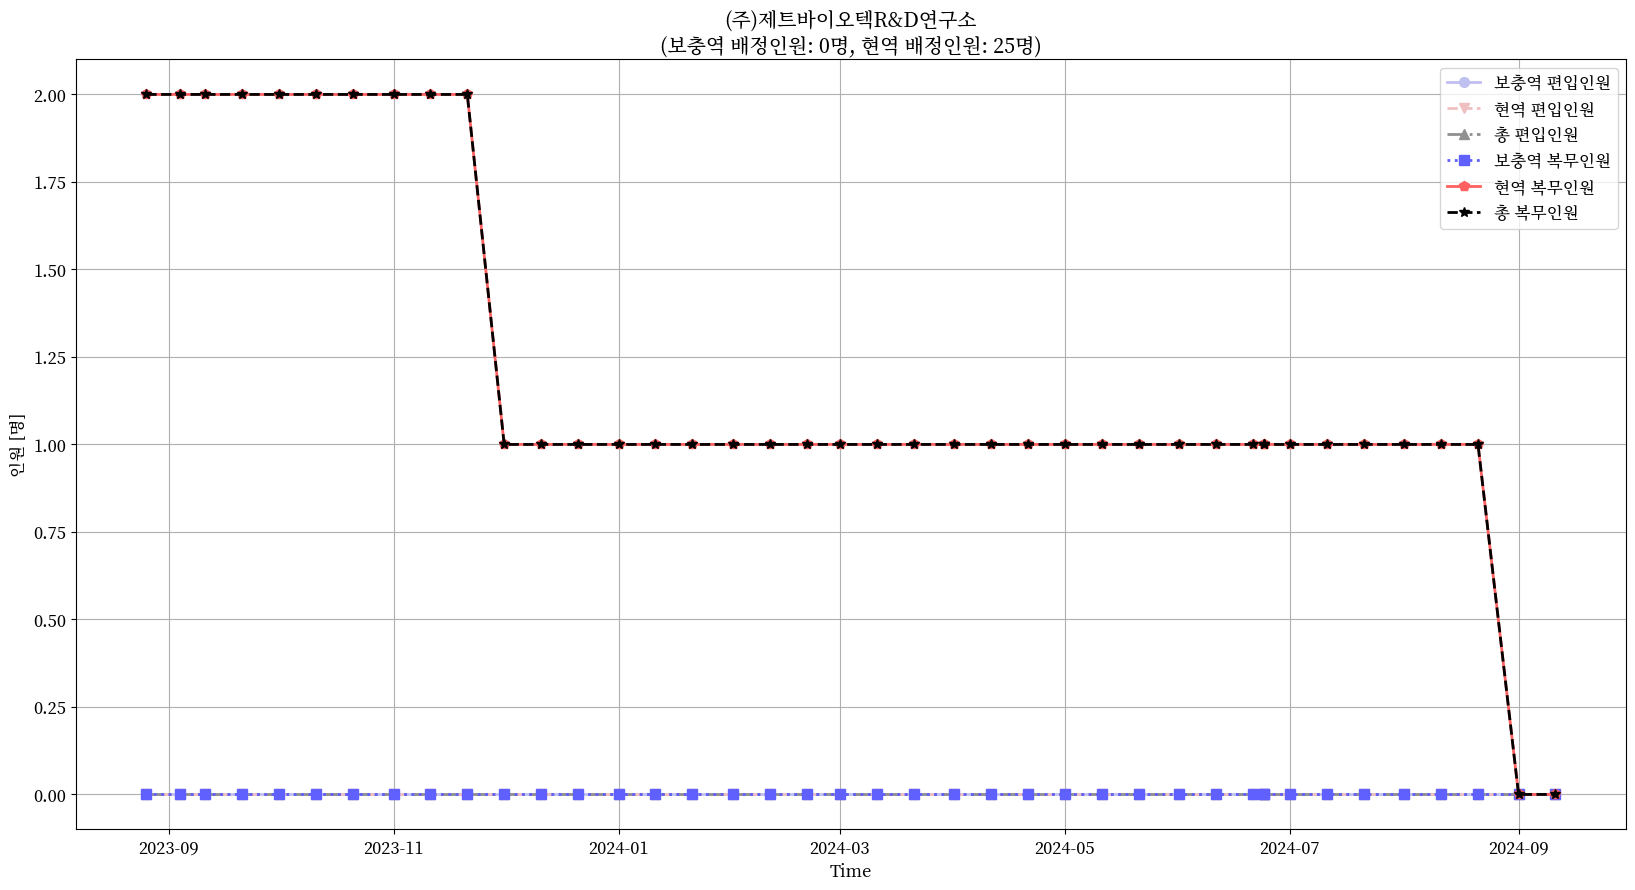 (주)제트바이오텍R&D연구소
(보충역 배정인원: 0명, 현역 배정인원: 25명)
보충역 편입인원
현역 편입인원
총 편입인원
보충역 복무인원
현역 복무인원
총 복무인원
인원 [명]
2.00
1.75
1.50
1.25
1.00
0.75
0.50
0.25
0.00
2023-09
2023-11
2024-01
2024-03
2024-05
2024-07
2024-09
Time